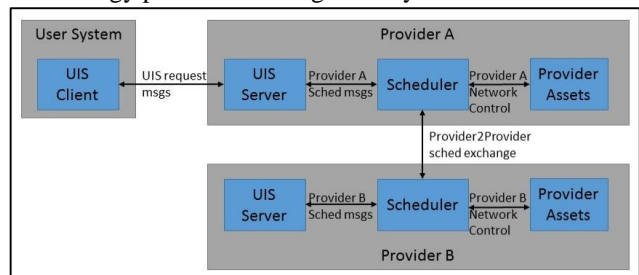 User System
Provider A
UIS
Client
UIS request
msgs
UIS
Server
Provider A
Sched msgs
Scheduler
Provider A
Network
Control
Provider
Assets
Provider2Provider
sched exchange
UIS
Server
Provider B
Sched msgs
Scheduler
Provider B
Network
Control
Provider
Assets
Provider B